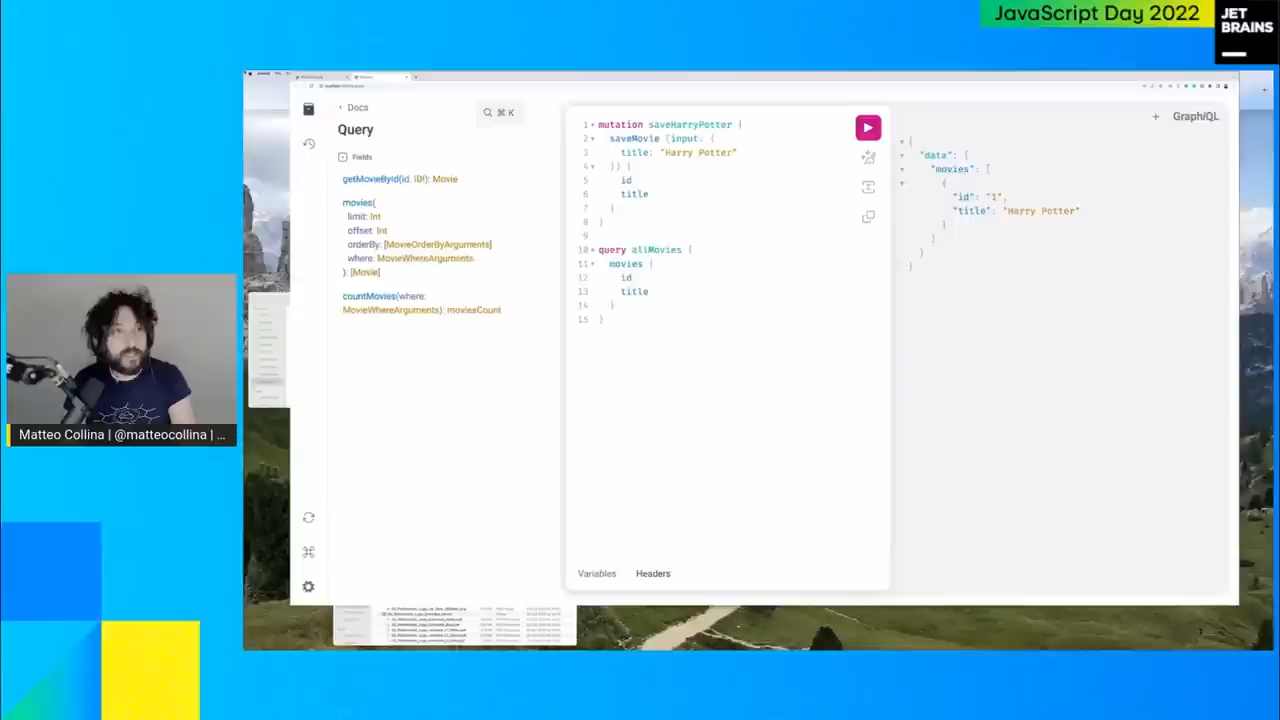 JavaScript Day 2022
JET
BRAINS
Docs
⌘ K
Query
Fields
getMovieById(id: ID!): Movie
movies(
limit: Int
offset: Int
orderBy: [MovieOrderByArguments]
where: MovieWhereArguments
): [Movie]
countMovies(where:
MovieWhereArguments): moviesCount
1 mutation saveHarryPotter {
2 saveMovie (input: {
3 title: "Harry Potter"
4 }) {
5 id
6 title
7 }
8 }
9
10 query allMovies {
11 movies {
12 id
13 title
14 }
15 }
Variables Headers
+ GraphiQL
{
"data": {
"movies": [
{
"id": "1",
"title": "Harry Potter"
}
]
}
}
Matteo Collina | @matteocollina | ...